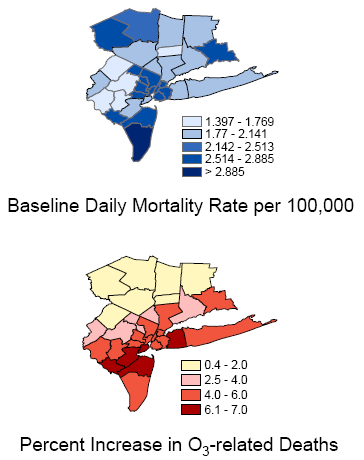 1.397 - 1.769
1.77 - 2.141
2.142 - 2.513
2.514 - 2.885
> 2.885
Baseline Daily Mortality Rate per 100,000
0.4 - 2.0
2.5 - 4.0
4.0 - 6.0
6.1 - 7.0
Percent Increase in O₃-related Deaths